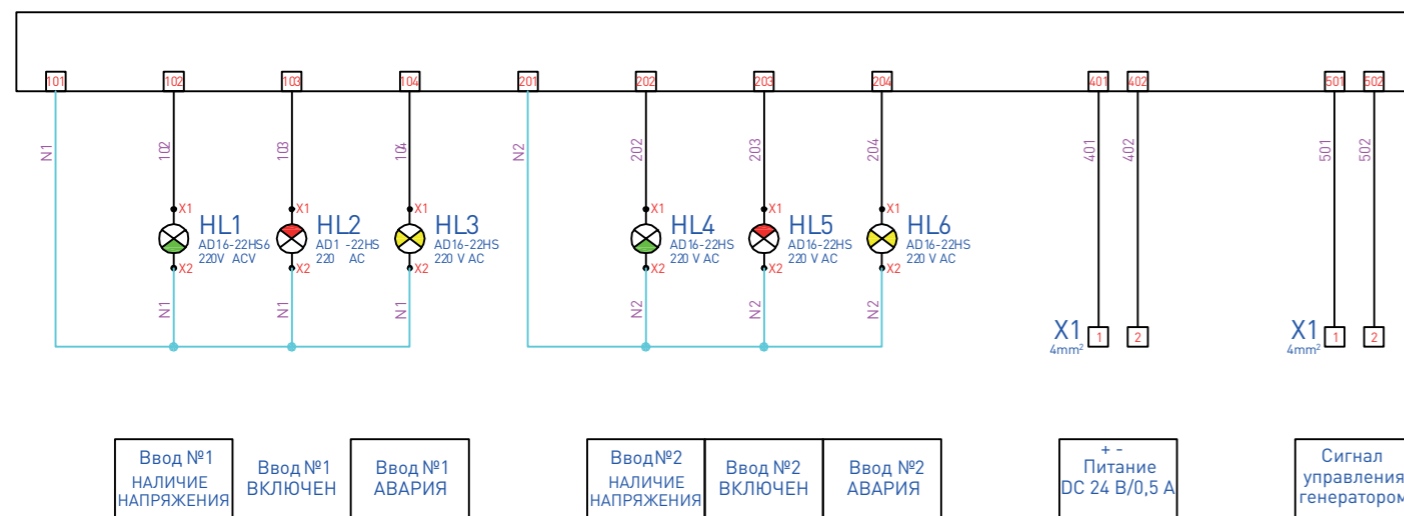 101 102 103 104 201 202 203 204 401 402 501 502
N1 102 103 104 N2 202 203 204 401 402 501 502
X1 X1 X1 X1 X1 X1
HL1 HL2 HL3 HL4 HL5 HL6
AD16-22HS6 AD1 -22HS AD16-22HS AD16-22HS AD16-22HS AD16-22HS
220V ACV 220 AC 220 V AC 220 V AC 220 V AC 220 V AC
X2 X2 X2 X2 X2 X2
N1 N1 N1 N2 N2 N2
X1 1 2 X1 1 2
4mm² 4mm²
Ввод №1
НАЛИЧИЕ
НАПРЯЖЕНИЯ
Ввод №1
ВКЛЮЧЕН
Ввод №1
АВАРИЯ
Ввод№2
НАЛИЧИЕ
НАПРЯЖЕНИЯ
Ввод №2
ВКЛЮЧЕН
Ввод №2
АВАРИЯ
+ -
Питание
DC 24 В/0,5 А
Сигнал
управления
генератором